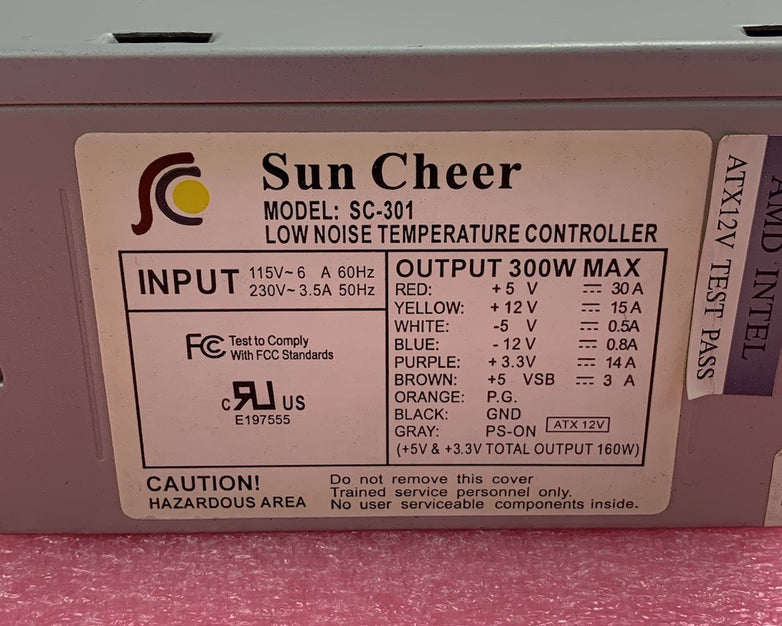 Sun Cheer
MODEL: SC-301
LOW NOISE TEMPERATURE CONTROLLER
INPUT 115V~ 6 A 60Hz
230V~ 3.5A 50Hz
FC Test to Comply
With FCC Standards
c RU US
E197555
OUTPUT 300W MAX
RED: +5 V ⎓ 30 A
YELLOW: +12 V ⎓ 15 A
WHITE: -5 V ⎓ 0.5A
BLUE: -12 V ⎓ 0.8A
PURPLE: +3.3V ⎓ 14 A
BROWN: +5 VSB ⎓ 3 A
ORANGE: P.G.
BLACK: GND
GRAY: PS-ON ATX 12V
(+5V & +3.3V TOTAL OUTPUT 160W)
CAUTION!
HAZARDOUS AREA
Do not remove this cover
Trained service personnel only.
No user serviceable components inside.
AMD INTEL
ATX12V TEST PASS